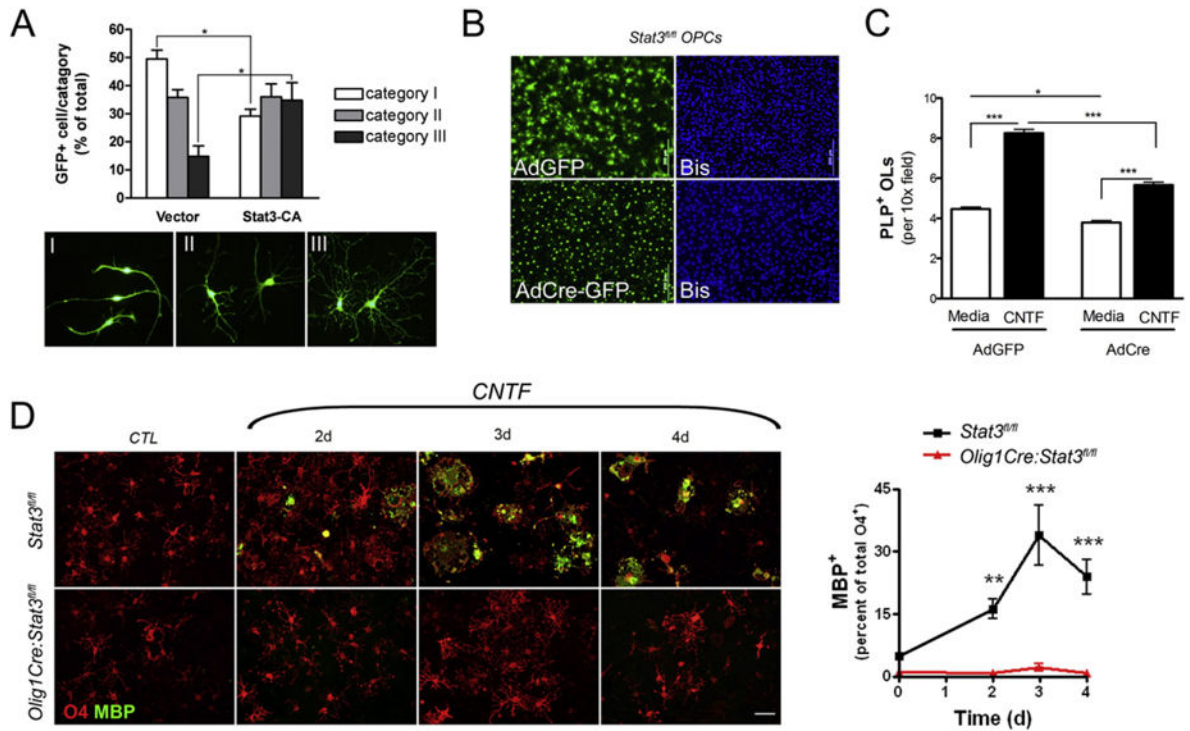 A
*
*
60
50
40
30
20
10
0
GFP+ cell/catagory
(% of total)
category I
category II
category III
Vector
Stat3-CA
I
II
III
B
Stat3fl/fl OPCs
AdGFP
Bis
AdCre-GFP
Bis
C
*
***
***
***
10
8
6
4
2
0
PLP+ OLs
(per 10x field)
Media
CNTF
Media
CNTF
AdGFP
AdCre
D
CNTF
CTL
2d
3d
4d
Stat3fl/fl
Olig1Cre:Stat3fl/fl
O4 MBP
Stat3fl/fl
Olig1Cre:Stat3fl/fl
45
30
15
0
MBP+
(percent of total O4+)
**
***
***
0 1 2 3 4
Time (d)